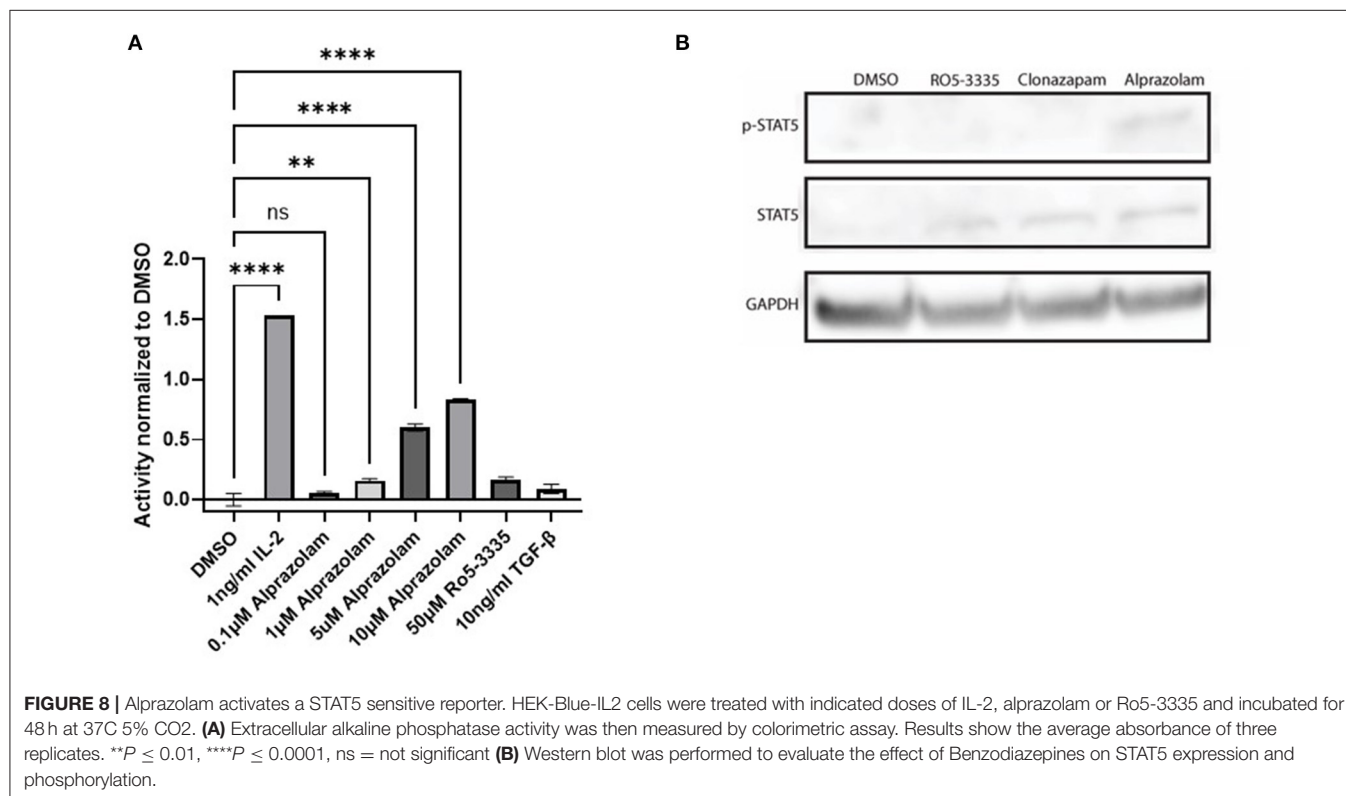 A
****
****
**
ns
****
Activity normalized to DMSO
2.0
1.5
1.0
0.5
0.0
DMSO
1ng/ml IL-2
0.1µM Alprazolam
1µM Alprazolam
5uM Alprazolam
10µM Alprazolam
50µM Ro5-3335
10ng/ml TGF-β
B
DMSO RO5-3335 Clonazapam Alprazolam
p-STAT5
STAT5
GAPDH
FIGURE 8 | Alprazolam activates a STAT5 sensitive reporter. HEK-Blue-IL2 cells were treated with indicated doses of IL-2, alprazolam or Ro5-3335 and incubated for
48 h at 37C 5% CO2. (A) Extracellular alkaline phosphatase activity was then measured by colorimetric assay. Results show the average absorbance of three
replicates. **P ≤ 0.01, ****P ≤ 0.0001, ns = not significant (B) Western blot was performed to evaluate the effect of Benzodiazepines on STAT5 expression and
phosphorylation.